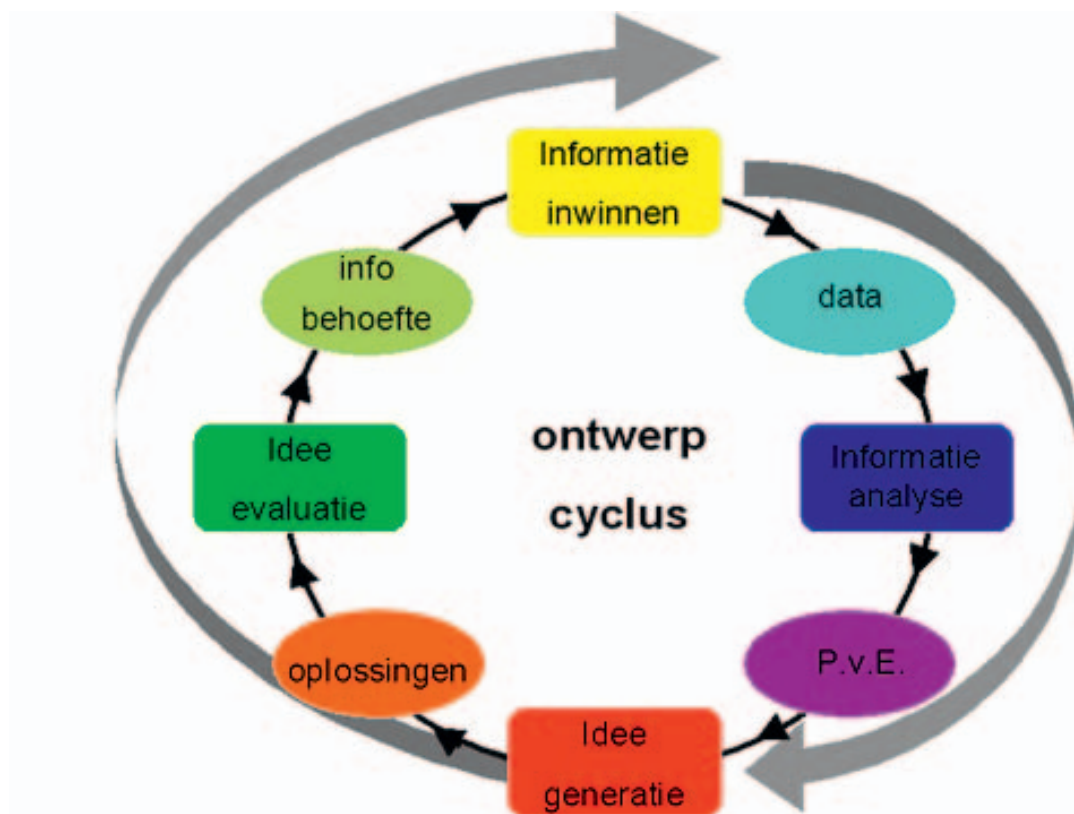 Informatie
inwinnen
data
Informatie
analyse
P.v.E.
Idee
generatie
oplossingen
Idee
evaluatie
info
behoefte
ontwerp
cyclus